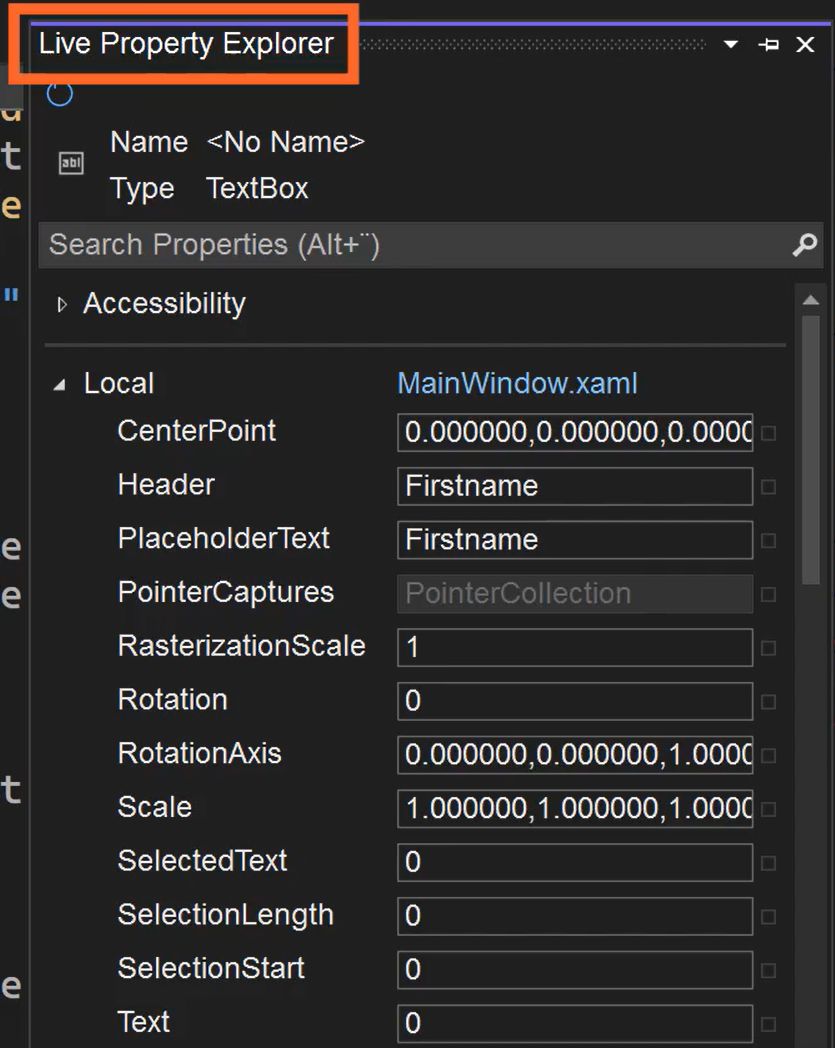 Live Property Explorer
abl
Name <No Name>
Type TextBox
Search Properties (Alt+¨)
Accessibility
Local MainWindow.xaml
CenterPoint 0.000000,0.000000,0.0000
Header Firstname
PlaceholderText Firstname
PointerCaptures PointerCollection
RasterizationScale 1
Rotation 0
RotationAxis 0.000000,0.000000,1.0000
Scale 1.000000,1.000000,1.0000
SelectedText 0
SelectionLength 0
SelectionStart 0
Text 0